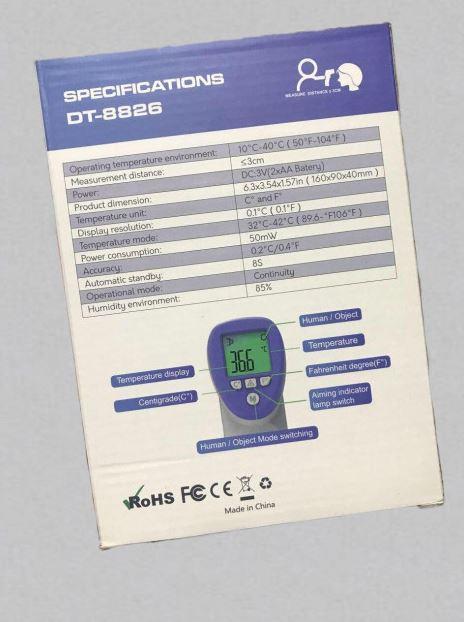 SPECIFICATIONS
DT-8826
MEASURE DISTANCE ≤ 3CM
Operating temperature environment: 10°C-40°C ( 50°F-104°F )
Measurement distance: ≤3cm
Power: DC:3V(2xAA Batery)
Product dimension: 6.3x3.54x1.57in ( 160x90x40mm )
Temperature unit: C° and F°
Display resolution: 0.1°C ( 0.1°F )
Temperature mode: 32°C-42°C ( 89.6-°F106°F )
Power consumption: 50mW
Accuracy: 0.2°C/0.4°F
Automatic standby: 8S
Operational mode: Continuity
Humidity environment: 85%
Human / Object
°C
36.6
Temperature
Temperature display
Fahrenheit degree(F°)
Centigrade(C°)
C°
F°
M
Aiming indicator
lamp switch
Human / Object Mode switching
RoHS FC CE
Made in China